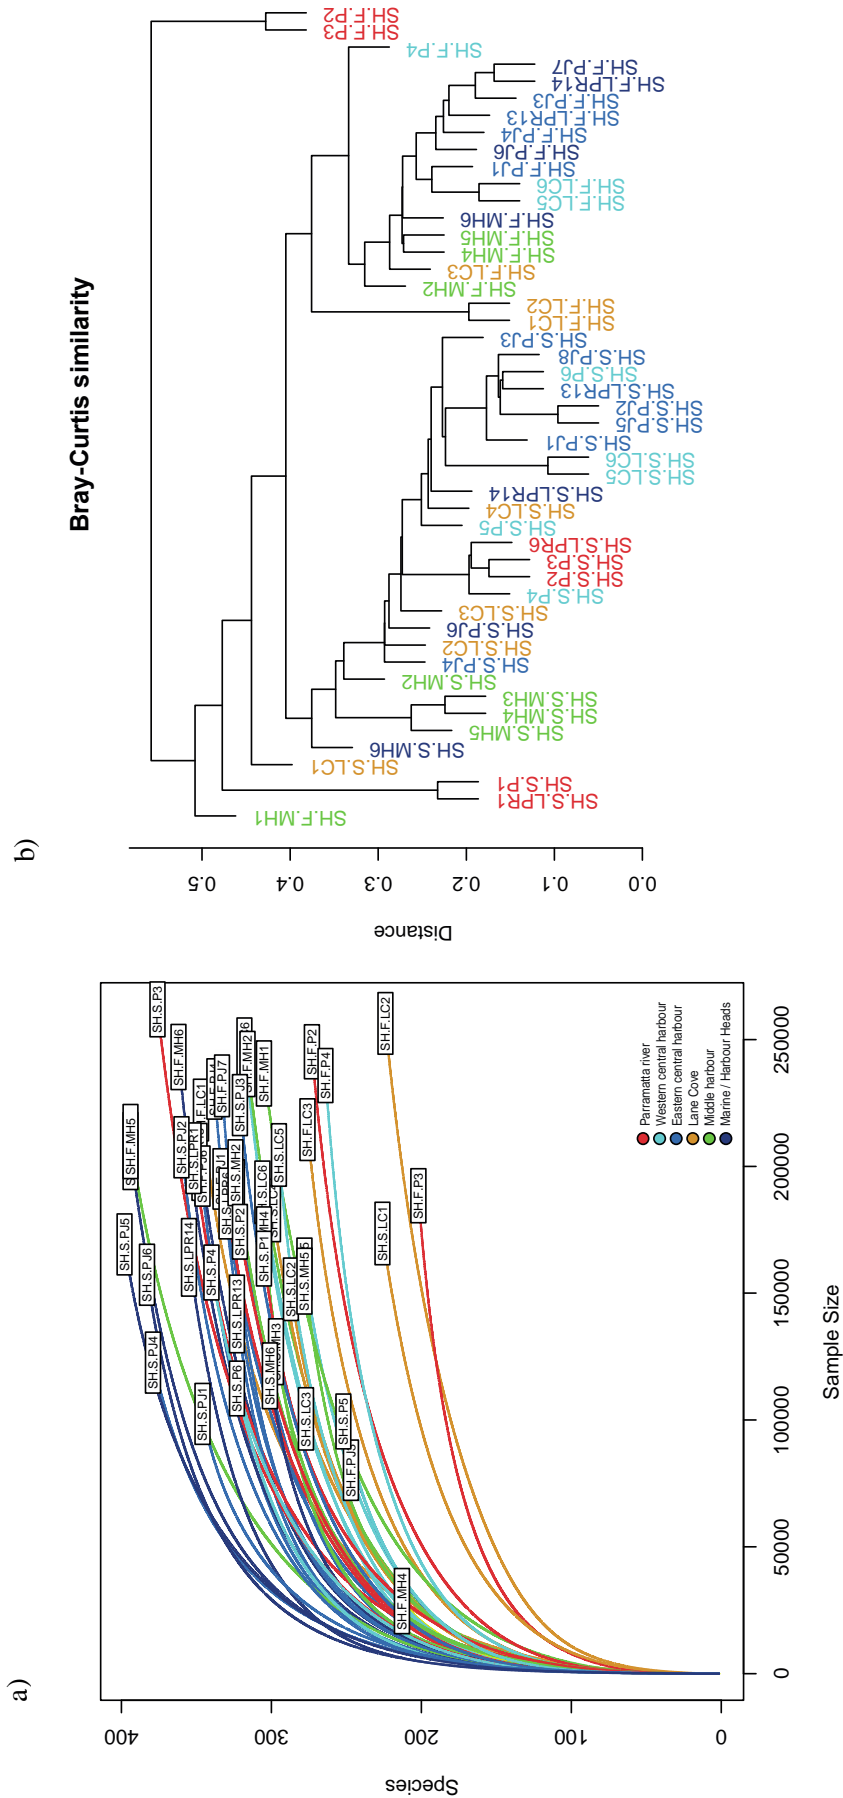 a)
Species
400
300
200
100
0
SH.S.P3
SH.F.MH6
SH.F.MH5
SH.S.PJ5
SH.S.PJ6
SH.S.PJ4
SH.S.PJ2
SH.S.LPR1
SH.S.LPR14
SH.S.P4
SH.S.PJ1
SH.F.PJ7
SH.S.PJ3
SH.F.MH2
SH.F.MH1
SH.S.MH2
SH.S.LC5
SH.S.P2
SH.S.LPR13
SH.S.P6
SH.S.LC2
SH.S.MH5
SH.S.MH6
SH.S.LC3
SH.S.P5
SH.F.PJ5
SH.F.MH4
SH.F.P2
SH.F.P4
SH.F.LC3
SH.F.LC2
SH.S.LC1
SH.F.P3
Parramatta river
Western central harbour
Eastern central harbour
Lane Cove
Middle harbour
Marine / Harbour Heads
0
50000
100000
150000
200000
250000
Sample Size
b)
Bray-Curtis similarity
Distance
0.5
0.4
0.3
0.2
0.1
0.0
SH.F.MH1
SH.S.LPR1
SH.S.P1
SH.S.LC1
SH.S.MH6
SH.S.MH5
SH.S.MH4
SH.S.MH3
SH.S.MH2
SH.S.PJ4
SH.S.LC2
SH.S.PJ6
SH.S.LC3
SH.S.P4
SH.S.P2
SH.S.P3
SH.S.LPR6
SH.S.P5
SH.S.LC4
SH.S.LPR14
SH.S.LC5
SH.S.LC6
SH.S.PJ1
SH.S.PJ5
SH.S.PJ2
SH.S.LPR13
SH.S.P6
SH.S.PJ8
SH.S.PJ3
SH.F.LC1
SH.F.LC2
SH.F.MH2
SH.F.LC3
SH.F.MH4
SH.F.MH5
SH.F.MH6
SH.F.LC5
SH.F.LC6
SH.F.PJ1
SH.F.PJ6
SH.F.PJ4
SH.F.LPR13
SH.F.PJ3
SH.F.LPR14
SH.F.PJ7
SH.F.P4
SH.F.P3
SH.F.P2